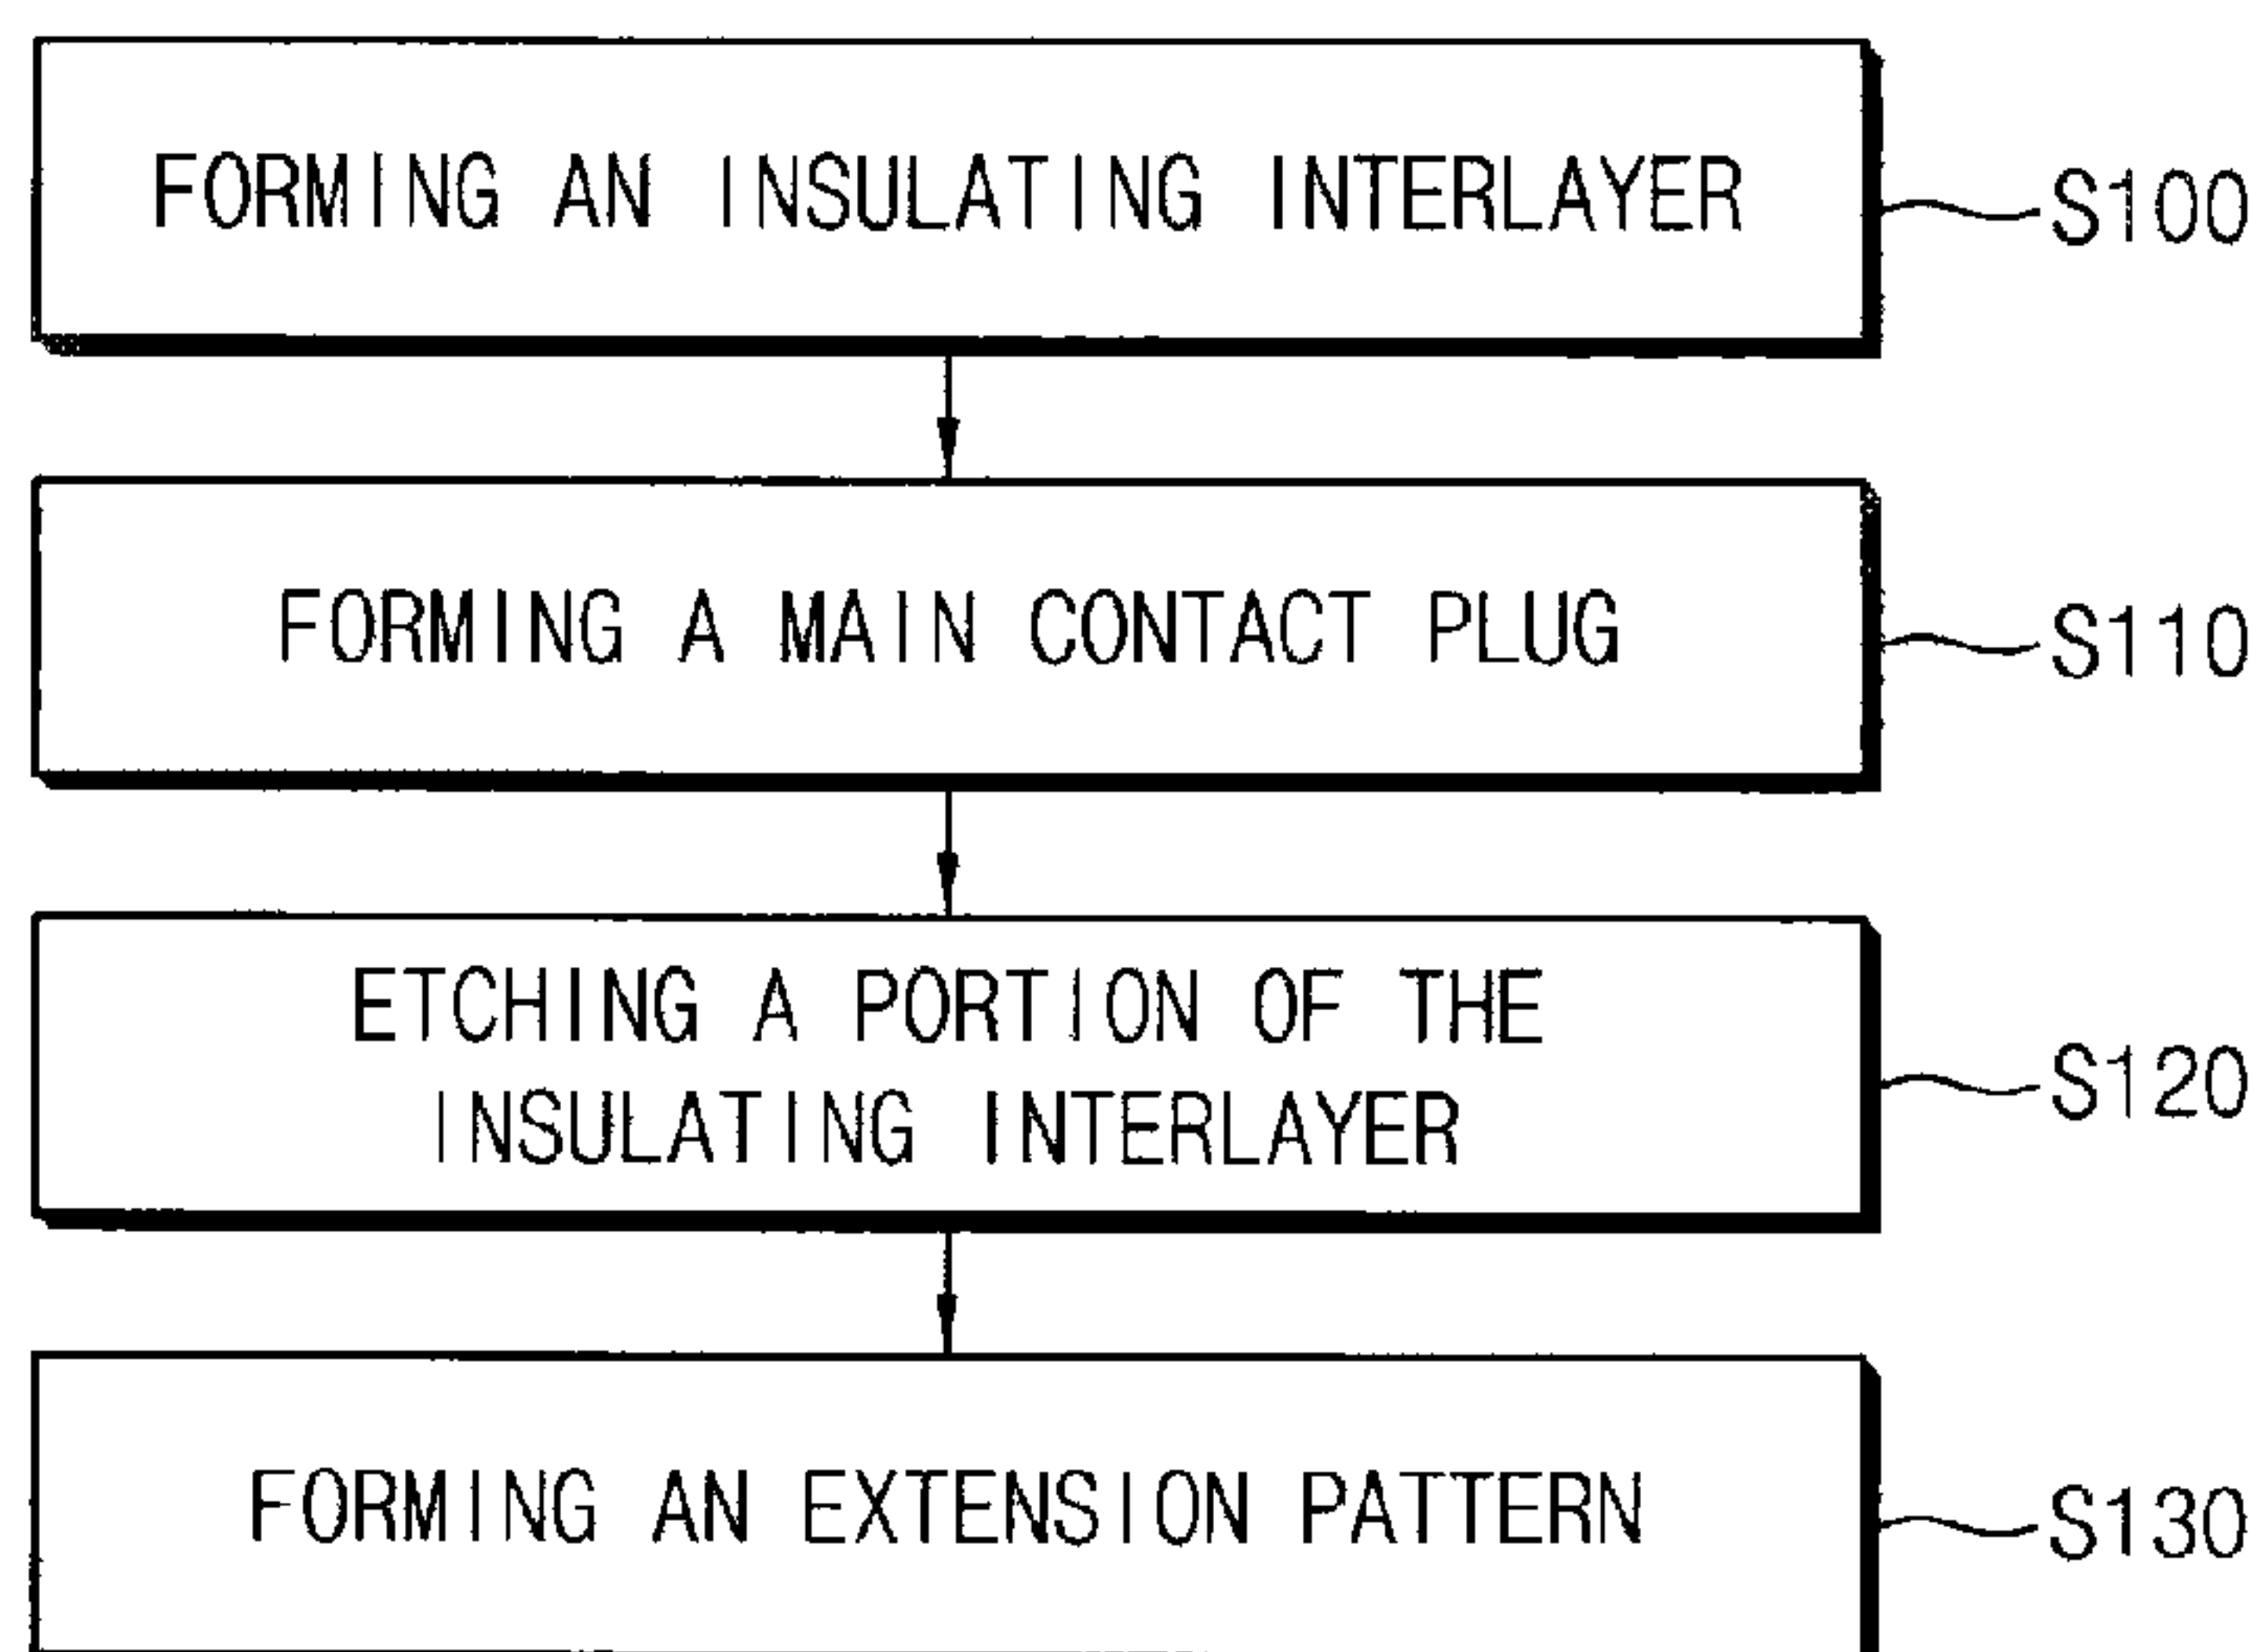 FORMING AN INSULATING INTERLAYER
S100
FORMING A MAIN CONTACT PLUG
S110
ETCHING A PORTION OF THE
INSULATING INTERLAYER
S120
FORMING AN EXTENSION PATTERN
S130